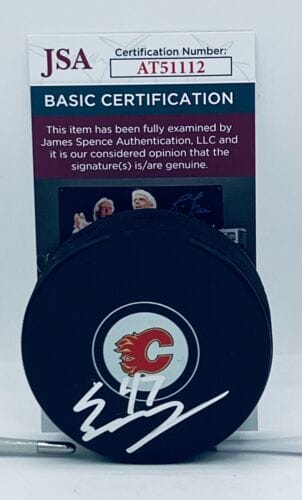 JSA
Certification Number:
AT51112
BASIC CERTIFICATION
This item has been fully examined by
James Spence Authentication, LLC and
it is our considered opinion that the
signature(s) is/are genuine.
C
47